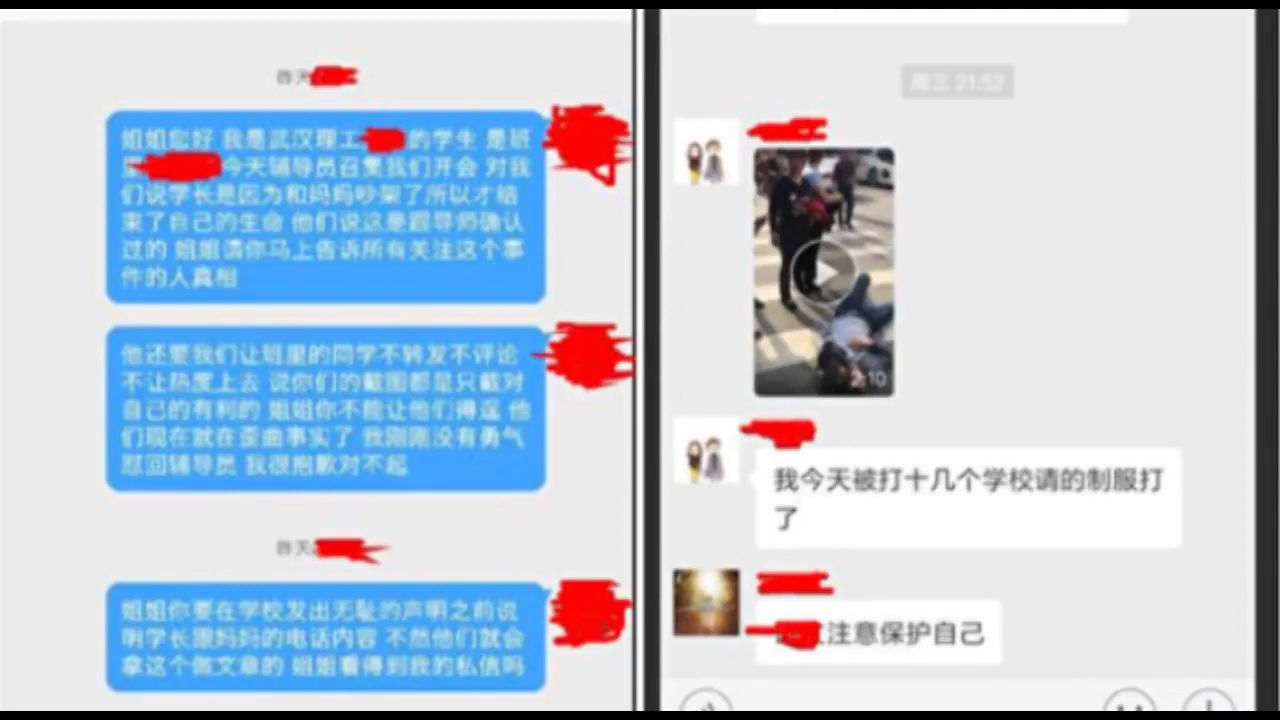 昨天
姐姐您好 我是武汉理工 的学生 是班
今天辅导员召集我们开会 对我
们说学长是因为和妈妈吵架了所以才结
束了自己的生命 他们说这是跟导师确认
过的 姐姐请你马上告诉所有关注这个事
件的人真相
他还要我们让班里的同学不转发不评论
不让热度上去 说你们的截图都是只截对
自己的有利的 姐姐你不能让他们得逞 他
们现在就在歪曲事实了 我刚刚没有勇气
怼回辅导员 我很抱歉对不起
昨天
姐姐你要在学校发出无耻的声明之前说
明学长跟妈妈的电话内容 不然他们就会
拿这个做文章的 姐姐看得到我的私信吗
周三 21:52
2:10
我今天被打十几个学校请的制服打
了
注意保护自己